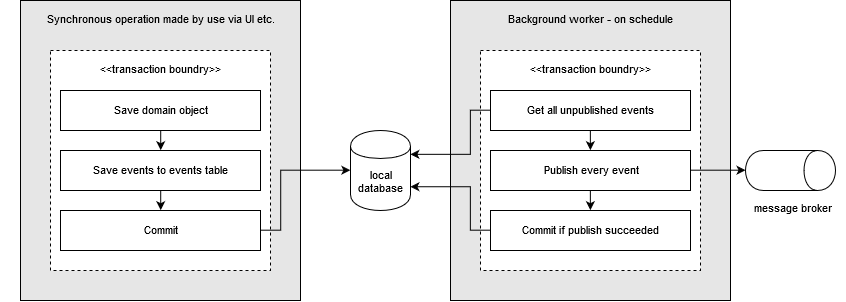 Synchronous operation made by use via UI etc.
<<transaction boundry>>
Save domain object
Save events to events table
Commit
local
database
Background worker - on schedule
<<transaction boundry>>
Get all unpublished events
Publish every event
Commit if publish succeeded
message broker